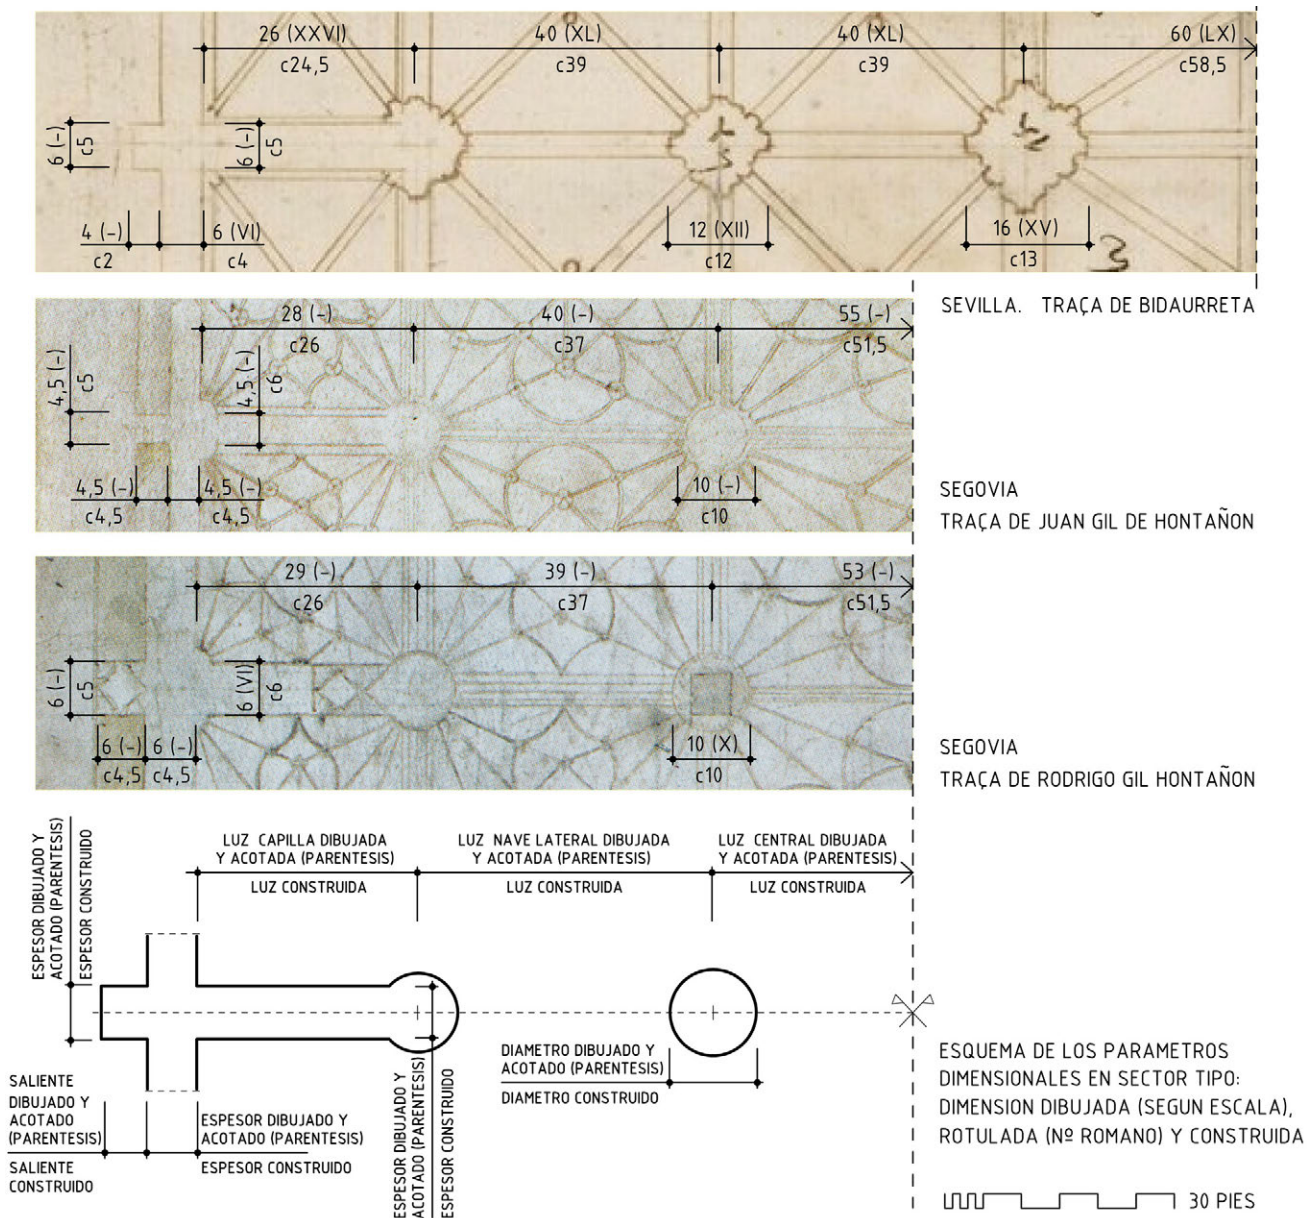 26 (XXVI)
c24,5
40 (XL)
c39
40 (XL)
c39
60 (LX)
c58,5
6 (-)
c5
6 (-)
c5
4 (-)
c2
6 (VI)
c4
12 (XII)
c12
16 (XV)
c13
SEVILLA. TRAÇA DE BIDAURRETA
28 (-)
c26
40 (-)
c37
55 (-)
c51,5
4,5 (-)
c5
4,5 (-)
c6
4,5 (-)
c4,5
4,5 (-)
c4,5
10 (-)
c10
SEGOVIA
TRAÇA DE JUAN GIL DE HONTAÑON
29 (-)
c26
39 (-)
c37
53 (-)
c51,5
6 (-)
c5
6 (VI)
c6
6 (-)
c4,5
6 (-)
c4,5
10 (X)
c10
SEGOVIA
TRAÇA DE RODRIGO GIL HONTAÑON
LUZ CAPILLA DIBUJADA
Y ACOTADA (PARENTESIS)
LUZ CONSTRUIDA
LUZ NAVE LATERAL DIBUJADA
Y ACOTADA (PARENTESIS)
LUZ CONSTRUIDA
LUZ CENTRAL DIBUJADA
Y ACOTADA (PARENTESIS)
LUZ CONSTRUIDA
ESPESOR DIBUJADO Y
ACOTADO (PARENTESIS)
ESPESOR CONSTRUIDO
SALIENTE
DIBUJADO Y
ACOTADO
(PARENTESIS)
SALIENTE
CONSTRUIDO
ESPESOR DIBUJADO Y
ACOTADO (PARENTESIS)
ESPESOR CONSTRUIDO
ESPESOR DIBUJADO Y
ACOTADO (PARENTESIS)
ESPESOR CONSTRUIDO
DIAMETRO DIBUJADO Y
ACOTADO (PARENTESIS)
DIAMETRO CONSTRUIDO
ESQUEMA DE LOS PARAMETROS
DIMENSIONALES EN SECTOR TIPO:
DIMENSION DIBUJADA (SEGUN ESCALA),
ROTULADA (Nº ROMANO) Y CONSTRUIDA
30 PIES